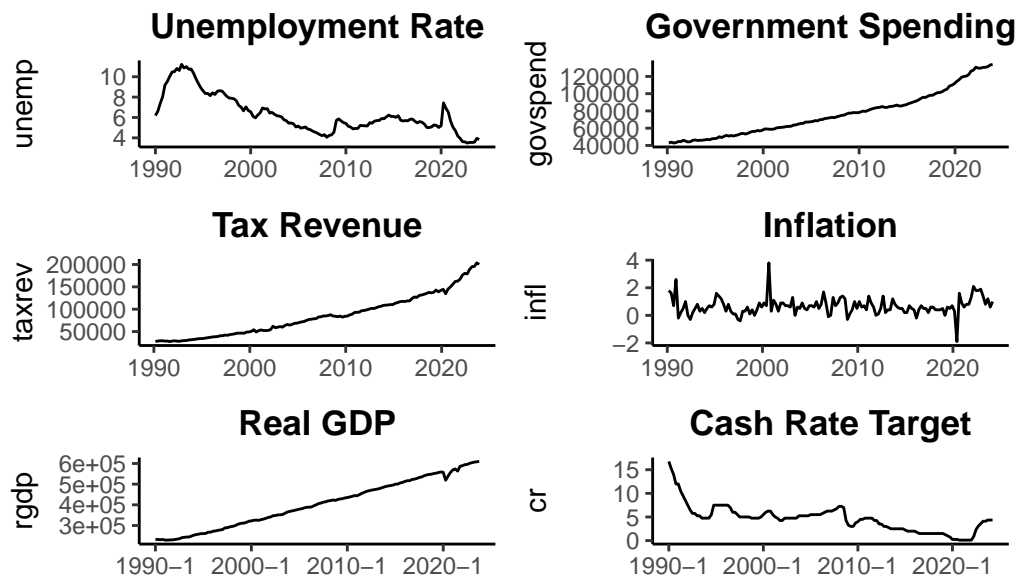 Unemployment Rate
unemp
10
8
6
4
1990 2000 2010 2020
Government Spending
govspend
120000
100000
80000
60000
40000
1990 2000 2010 2020
Tax Revenue
taxrev
200000
150000
100000
50000
1990 2000 2010 2020
Inflation
infl
4
2
0
−2
1990 2000 2010 2020
Real GDP
rgdp
6e+05
5e+05
4e+05
3e+05
1990−1 2000−1 2010−1 2020−1
Cash Rate Target
cr
15
10
5
0
1990−1 2000−1 2010−1 2020−1